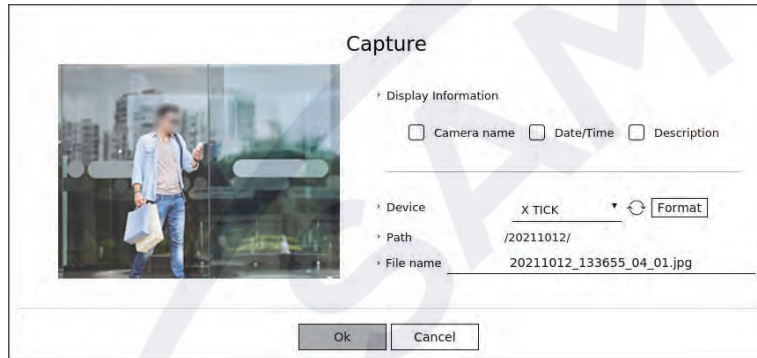 Capture
Display Information
Camera name Date/Time Description
Device X TICK Format
Path /20211012/
File name 20211012_133655_04_01.jpg
Ok Cancel